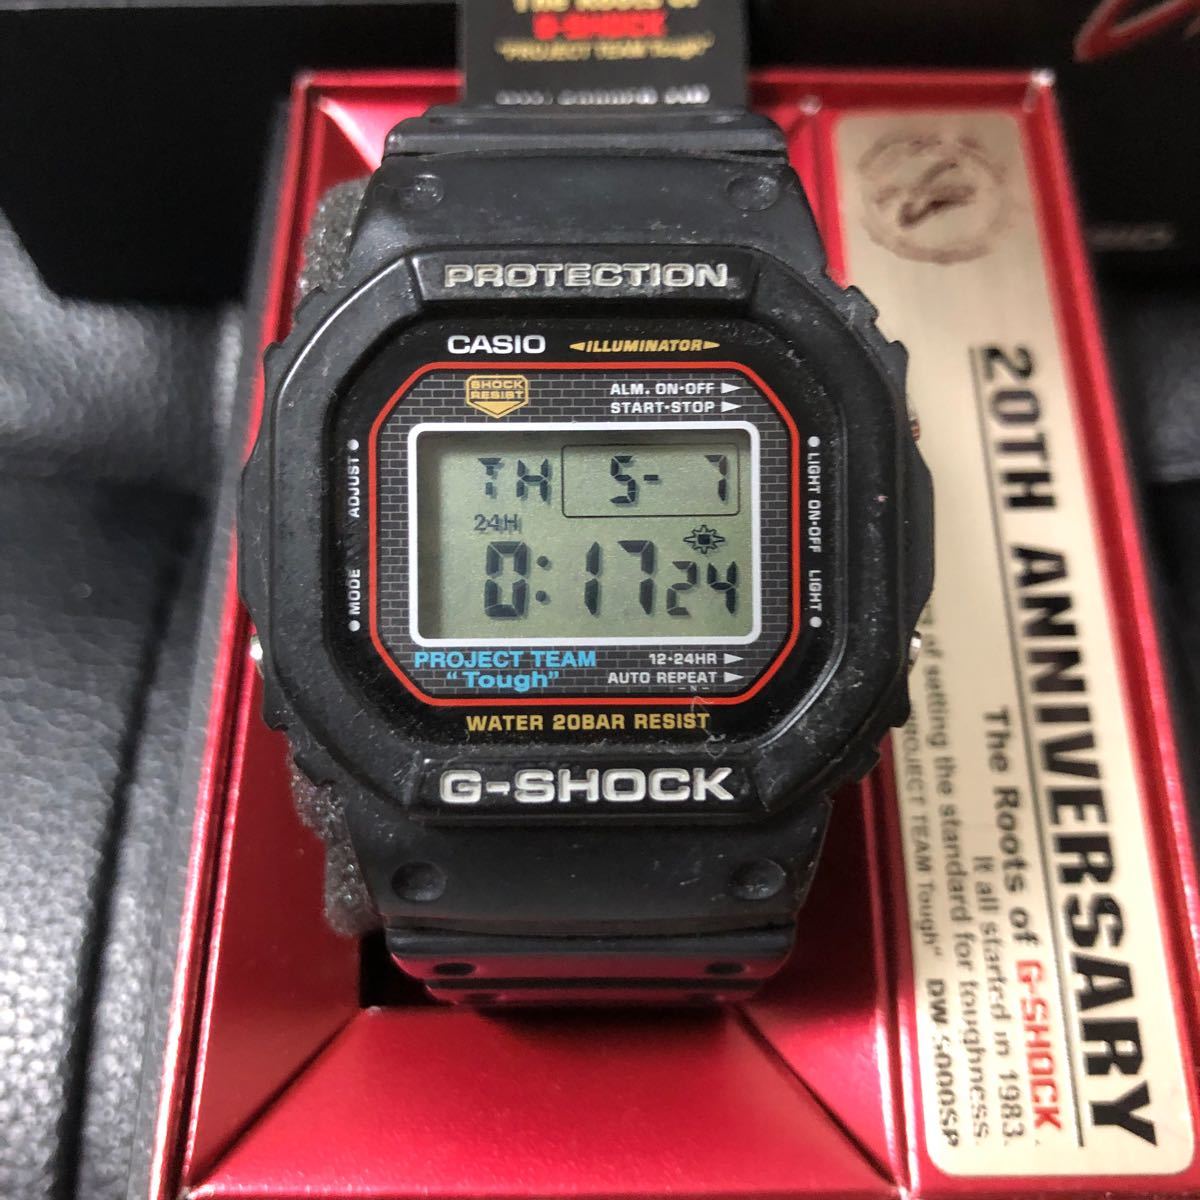 THE ROOTS OF
G-SHOCK
"PROJECT TEAM Tough"
PROTECTION
CASIO
ILLUMINATOR
SHOCK
RESIST
ALM. ON·OFF
START·STOP
ADJUST
MODE
LIGHT ON·OFF
LIGHT
TH 5- 7
24H
0:17 24
PROJECT TEAM
"Tough"
12·24HR
AUTO REPEAT
-N-
WATER 20BAR RESIST
G-SHOCK
20TH ANNIVERSARY
The Roots of G-SHOCK.
It all started in 1983.
of setting the standard for toughness.
PROJECT TEAM Tough" DW-5000SP